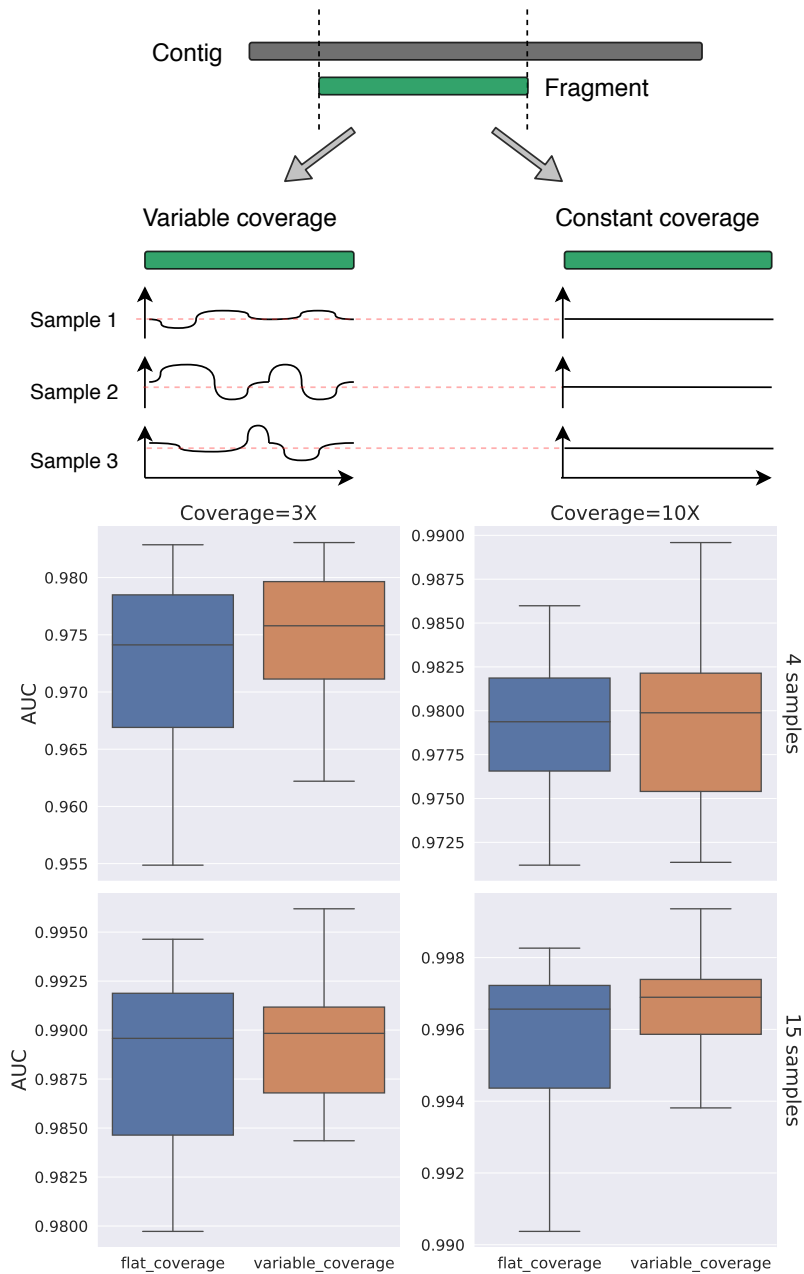 Contig
Fragment
Variable coverage
Constant coverage
Sample 1
Sample 2
Sample 3
Coverage=3X
Coverage=10X
0.980
0.975
0.970
0.965
0.960
0.955
AUC
0.9900
0.9875
0.9850
0.9825
0.9800
0.9775
0.9750
0.9725
4 samples
0.9950
0.9925
0.9900
0.9875
0.9850
0.9825
0.9800
AUC
0.998
0.996
0.994
0.992
0.990
15 samples
flat_coverage
variable_coverage
flat_coverage
variable_coverage